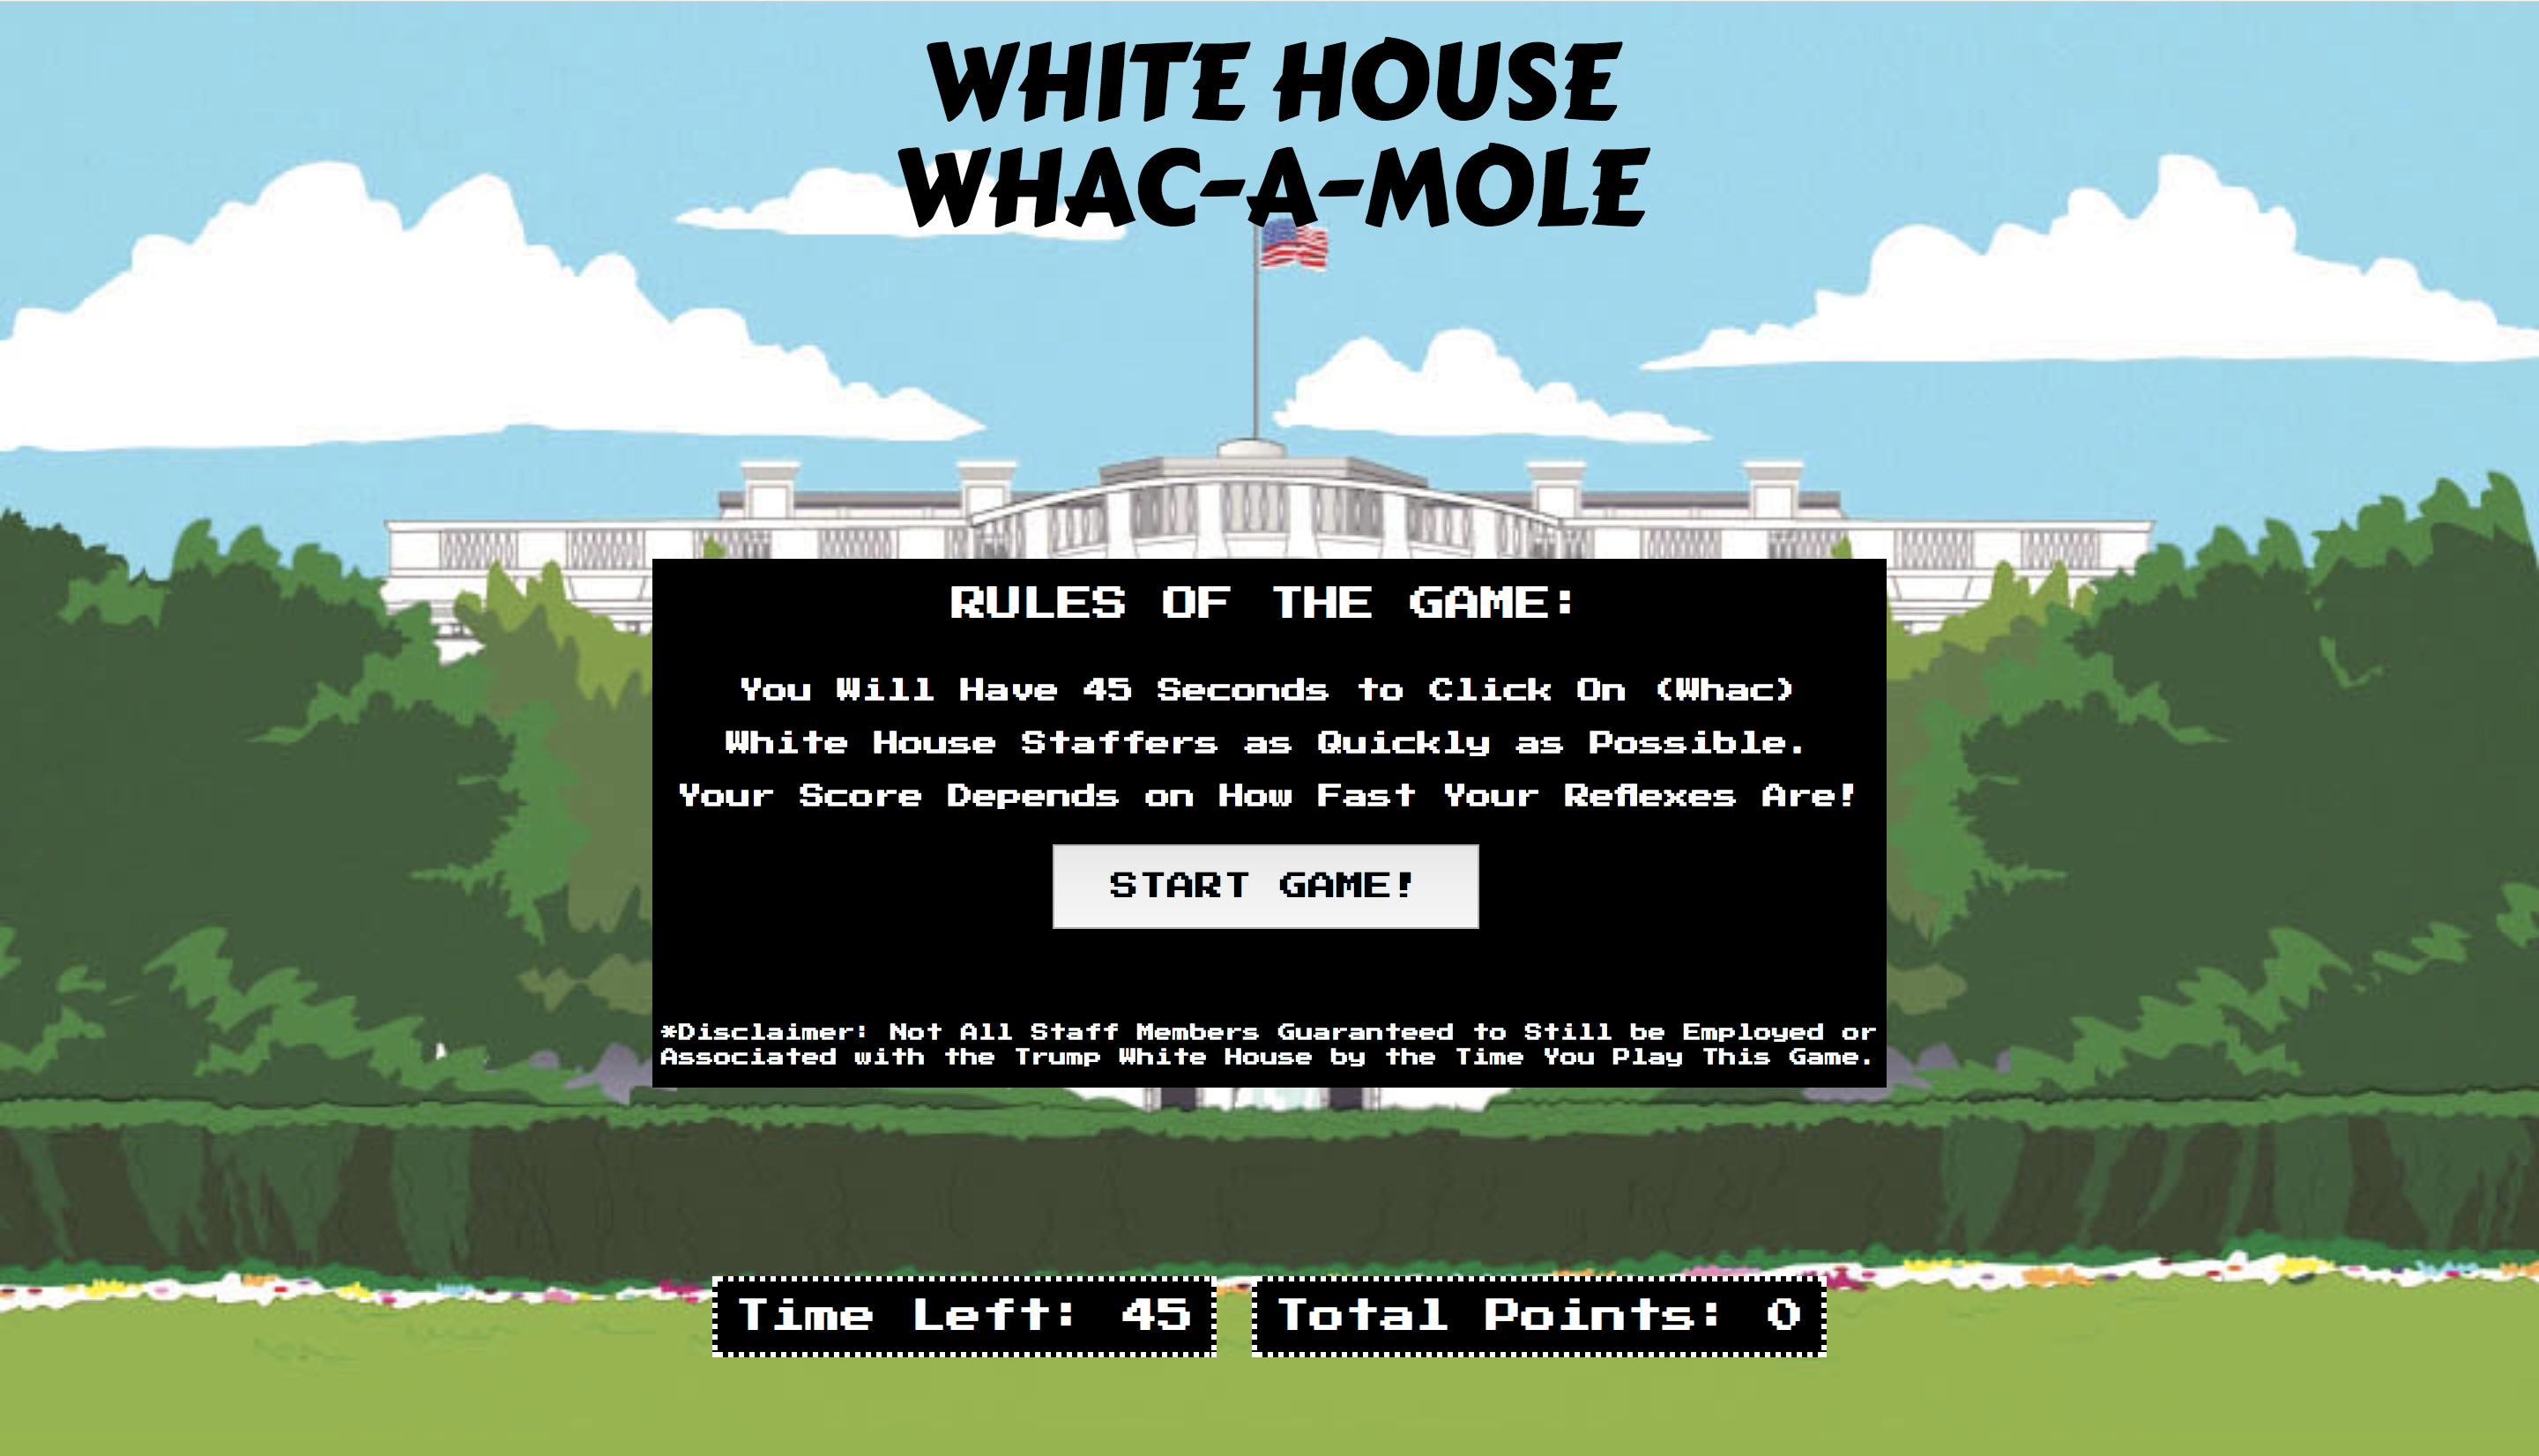 WHITE HOUSE
WHAC-A-MOLE
RULES OF THE GAME:
You Will Have 45 Seconds to Click On (Whac)
White House Staffers as Quickly as Possible.
Your Score Depends on How Fast Your Reflexes Are!
START GAME!
*Disclaimer: Not All Staff Members Guaranteed to Still be Employed or
Associated with the Trump White House by the Time You Play This Game.
Time Left: 45
Total Points: 0